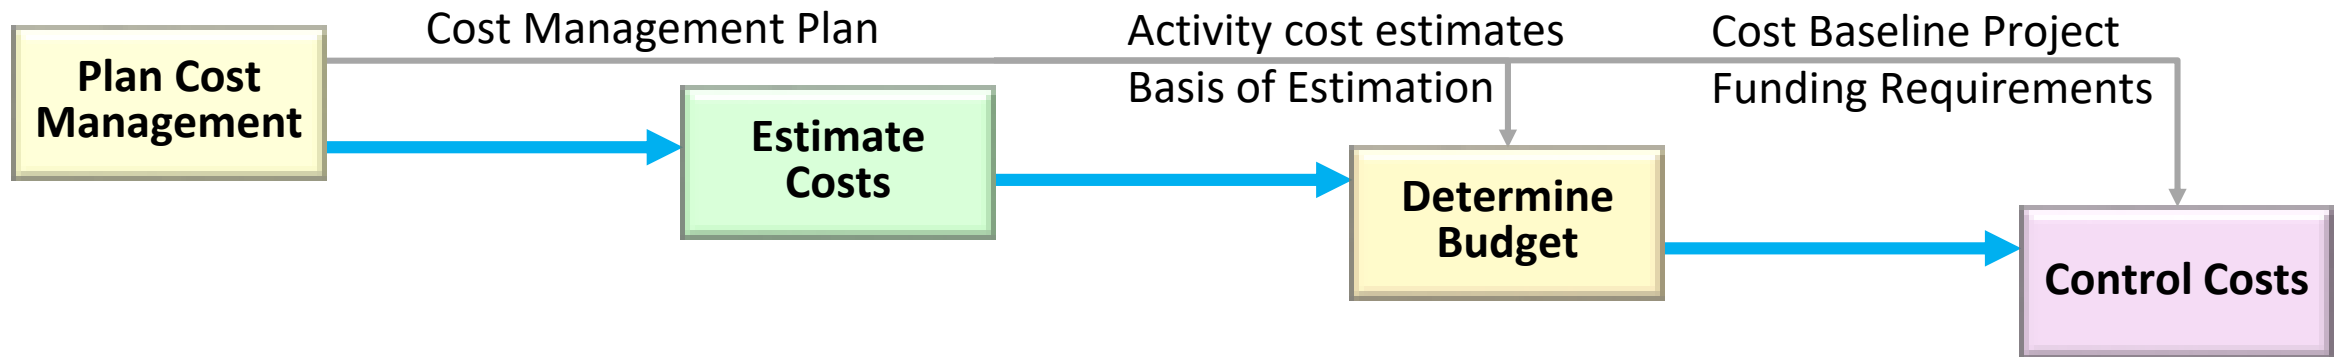 Plan Cost
Management
Cost Management Plan
Estimate
Costs
Activity cost estimates
Basis of Estimation
Determine
Budget
Cost Baseline Project
Funding Requirements
Control Costs